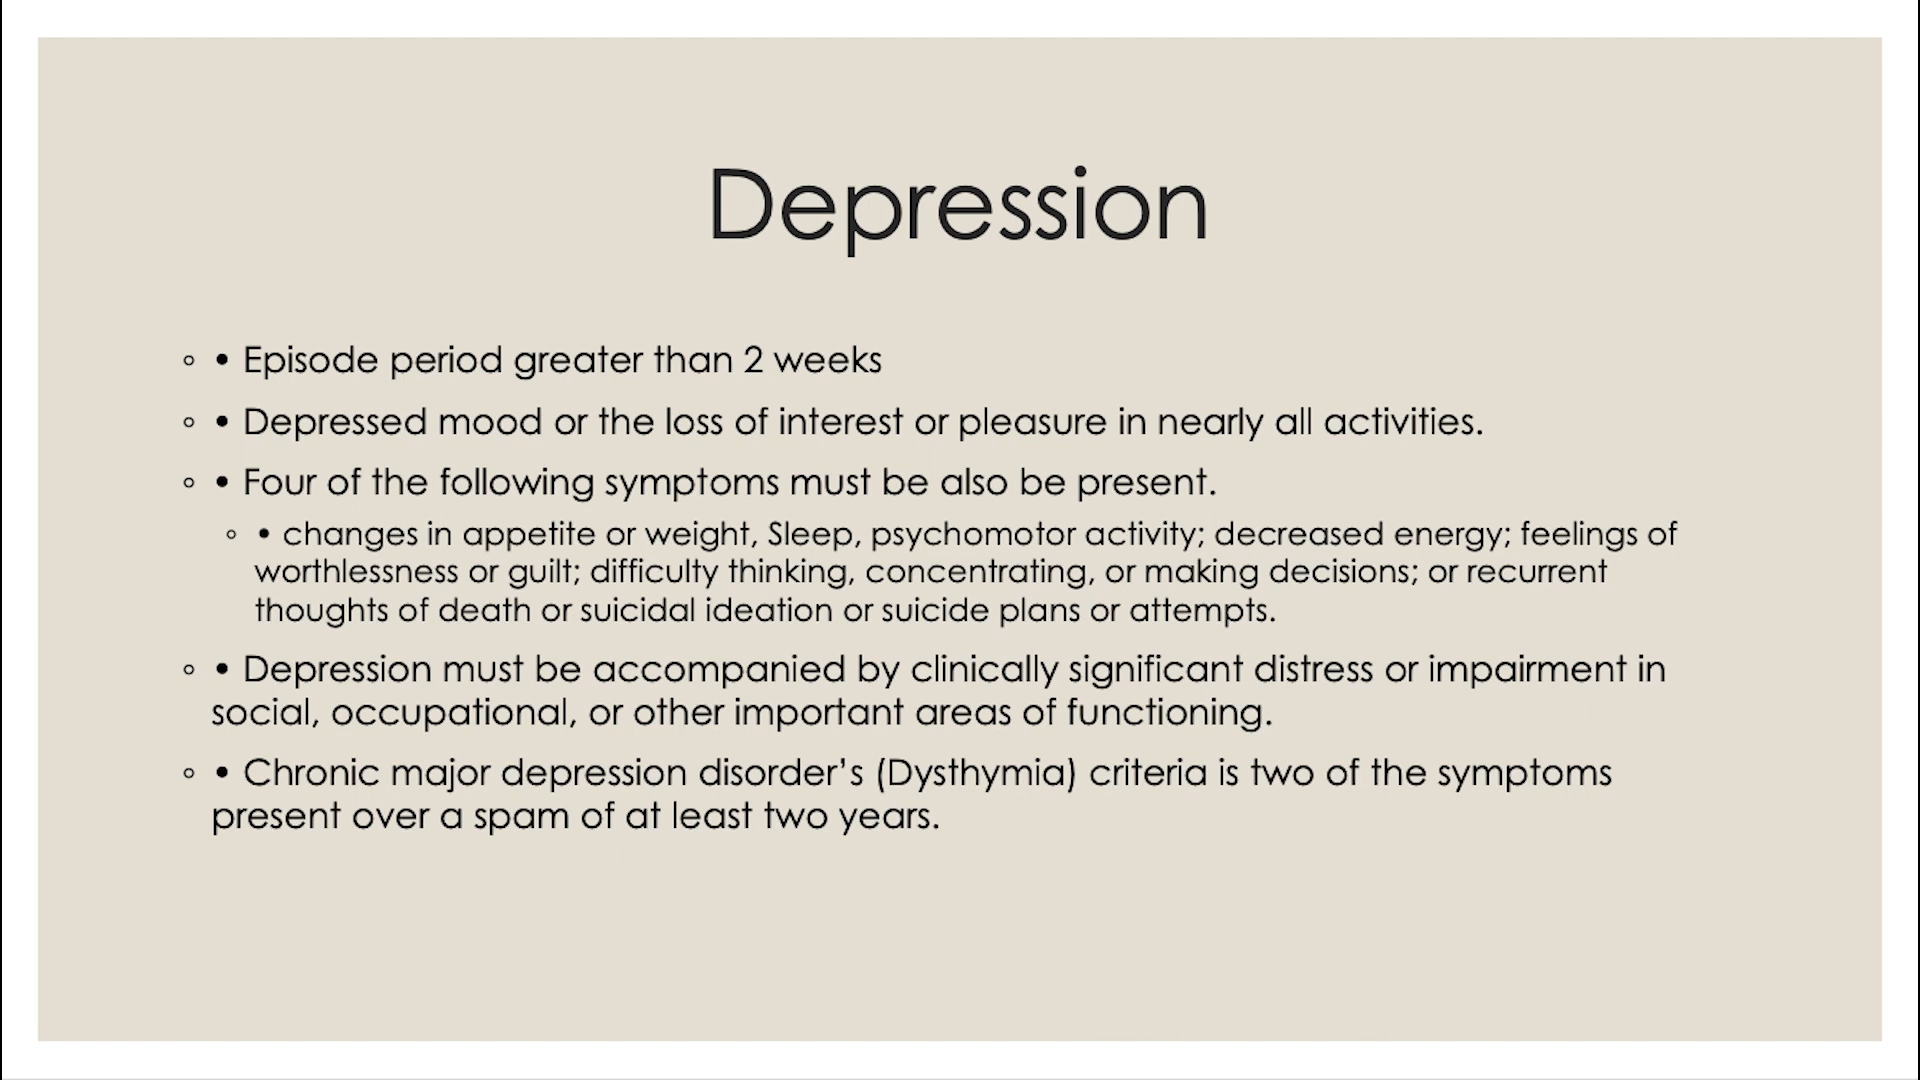 Depression
◦ • Episode period greater than 2 weeks
◦ • Depressed mood or the loss of interest or pleasure in nearly all activities.
◦ • Four of the following symptoms must be also be present.
◦ • changes in appetite or weight, Sleep, psychomotor activity; decreased energy; feelings of
worthlessness or guilt; difficulty thinking, concentrating, or making decisions; or recurrent
thoughts of death or suicidal ideation or suicide plans or attempts.
◦ • Depression must be accompanied by clinically significant distress or impairment in
social, occupational, or other important areas of functioning.
◦ • Chronic major depression disorder’s (Dysthymia) criteria is two of the symptoms
present over a spam of at least two years.